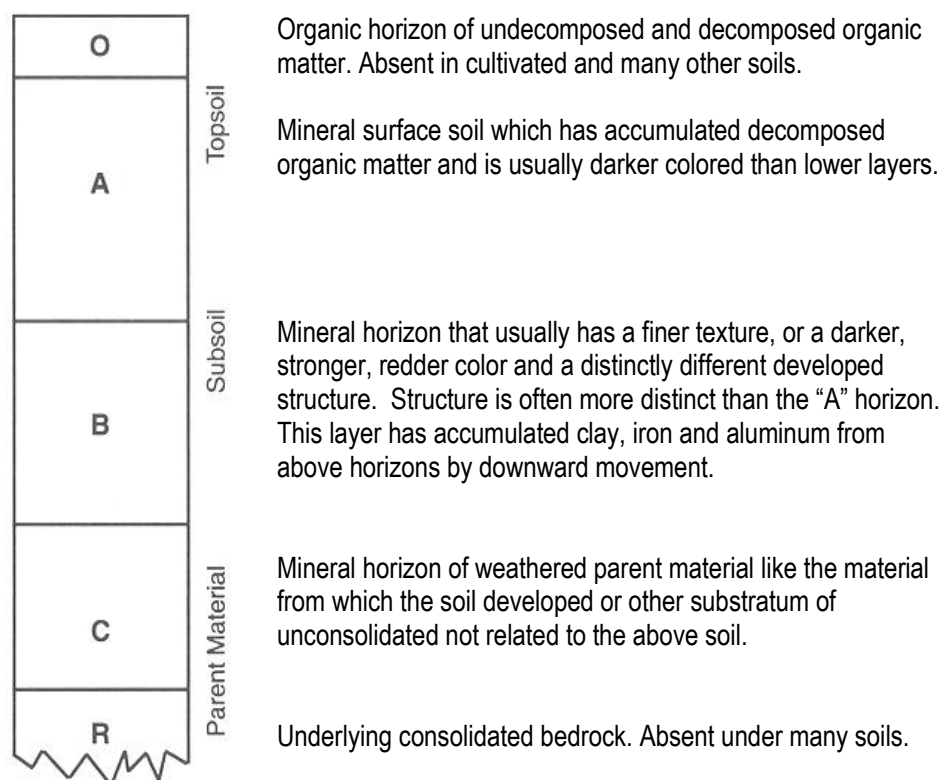 O
Organic horizon of undecomposed and decomposed organic
matter. Absent in cultivated and many other soils.
Topsoil
A
Mineral surface soil which has accumulated decomposed
organic matter and is usually darker colored than lower layers.
Subsoil
B
Mineral horizon that usually has a finer texture, or a darker,
stronger, redder color and a distinctly different developed
structure.  Structure is often more distinct than the “A” horizon.
This layer has accumulated clay, iron and aluminum from
above horizons by downward movement.
Parent Material
C
Mineral horizon of weathered parent material like the material
from which the soil developed or other substratum of
unconsolidated not related to the above soil.
R
Underlying consolidated bedrock. Absent under many soils.